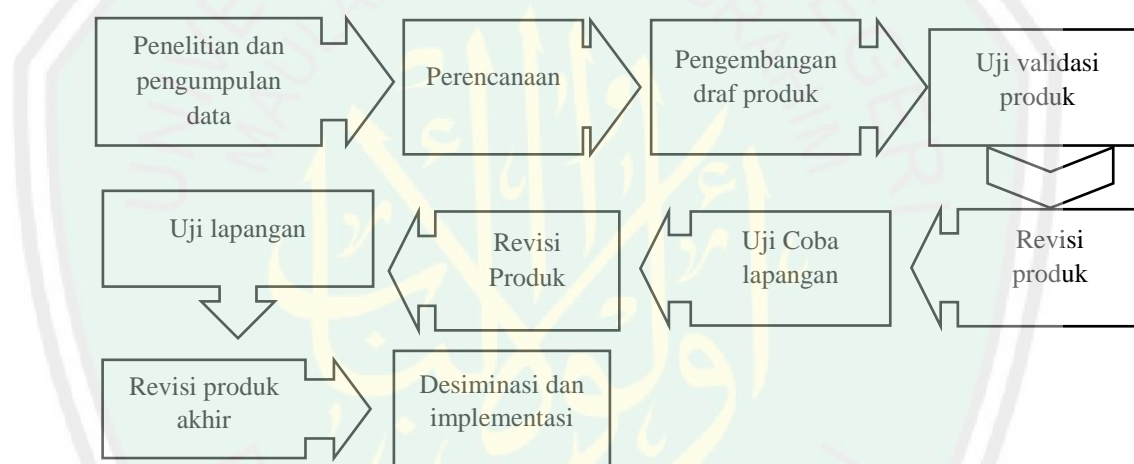 Penelitian dan
pengumpulan
data
Perencanaan
Pengembangan
draf produk
Uji validasi
produk
Revisi
produk
Uji Coba
lapangan
Revisi
Produk
Uji lapangan
Revisi produk
akhir
Desiminasi dan
implementasi